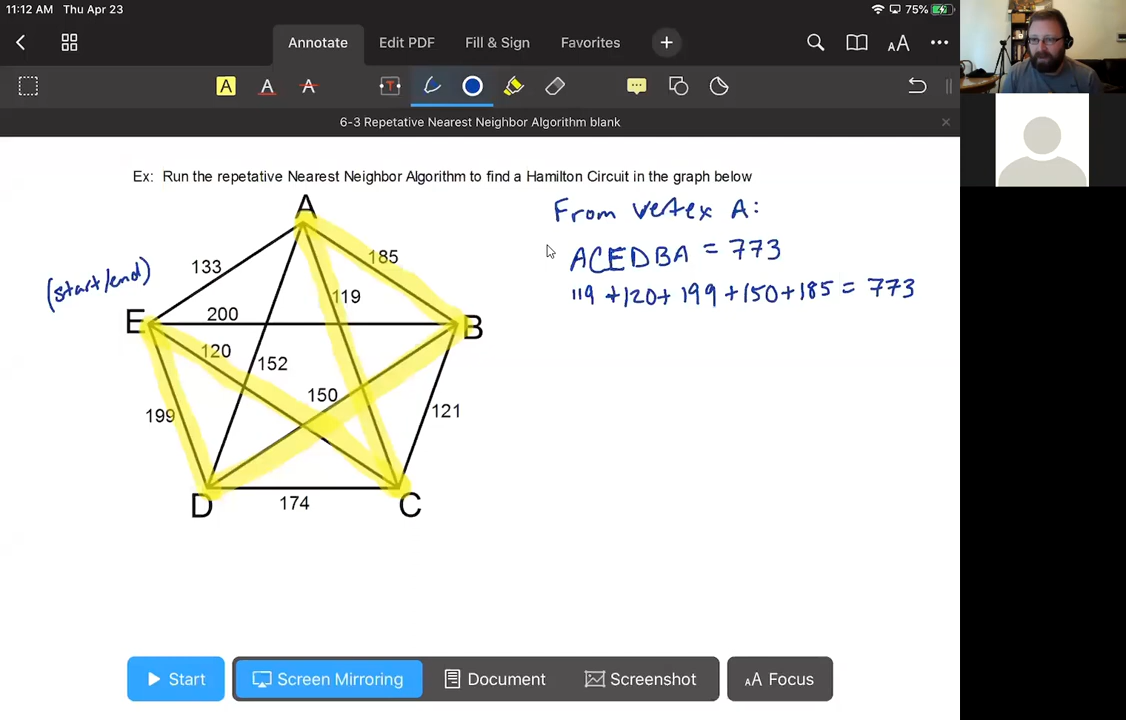 11:12 AM Thu Apr 23
75%
Annotate
Edit PDF
Fill & Sign
Favorites
AA
A
A
A
T
6-3 Repetative Nearest Neighbor Algorithm blank
Ex: Run the repetative Nearest Neighbor Algorithm to find a Hamilton Circuit in the graph below
A
From vertex A:
185
ACEDBA = 773
133
(start/end)
119
119 + 120 + 199 + 150 + 185 = 773
200
E
B
120
152
150
199
121
174
D
C
Start
Screen Mirroring
Document
Screenshot
AA Focus